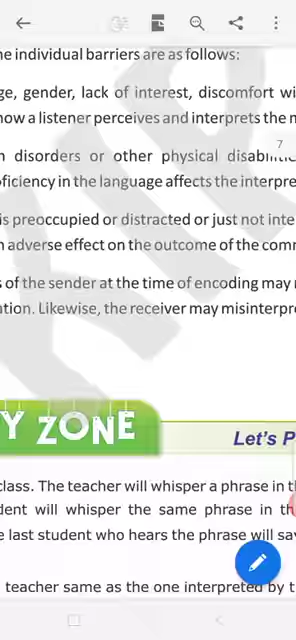 he individual barriers are as follows:
ge, gender, lack of interest, discomfort wi
how a listener perceives and interprets the m
7
n disorders or other physical
oficiency in the language affects the interpre
is preoccupied or distracted or just not inte
n adverse effect on the outcome of the com
s of the sender at the time of encoding may
ation. Likewise, the receiver may misinterpr
Y ZONE
Let's P
class. The teacher will whisper a phrase in th
dent will whisper the same phrase in th
e last student who hears the phrase will say
teacher same as the one interpreted by t